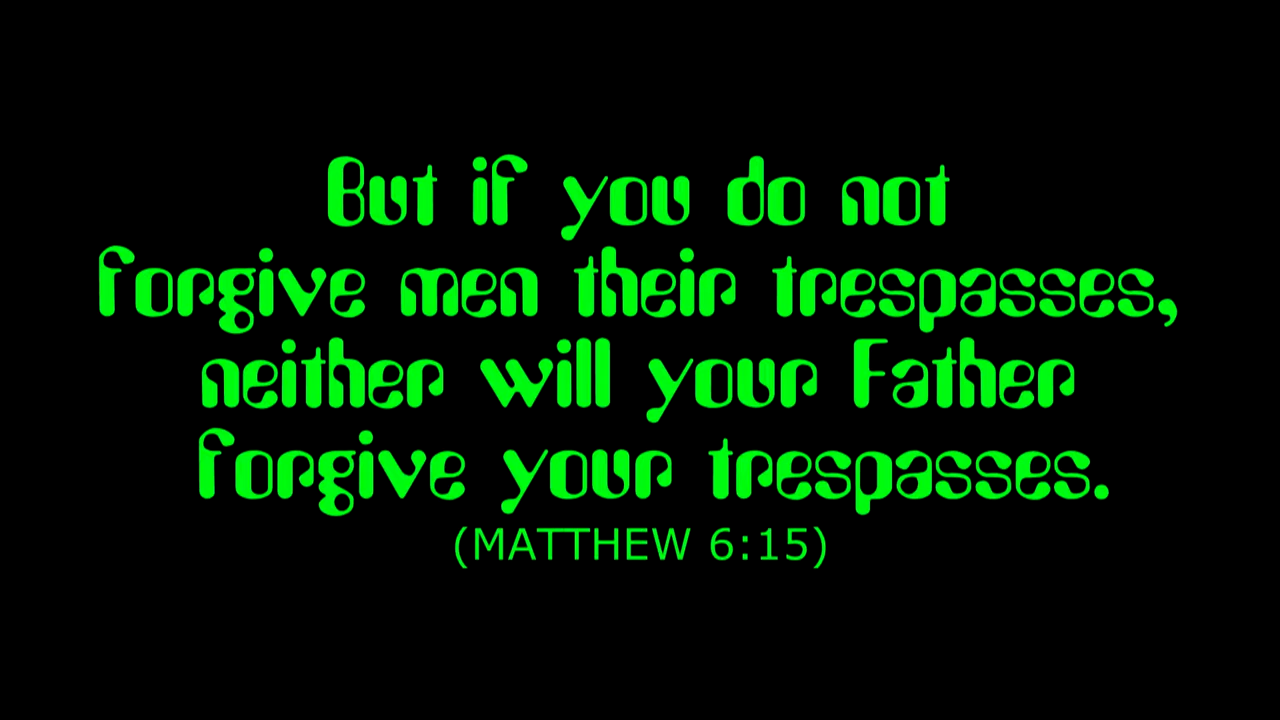 But if you do not
forgive men their trespasses,
neither will your Father
forgive your trespasses.
(MATTHEW 6:15)